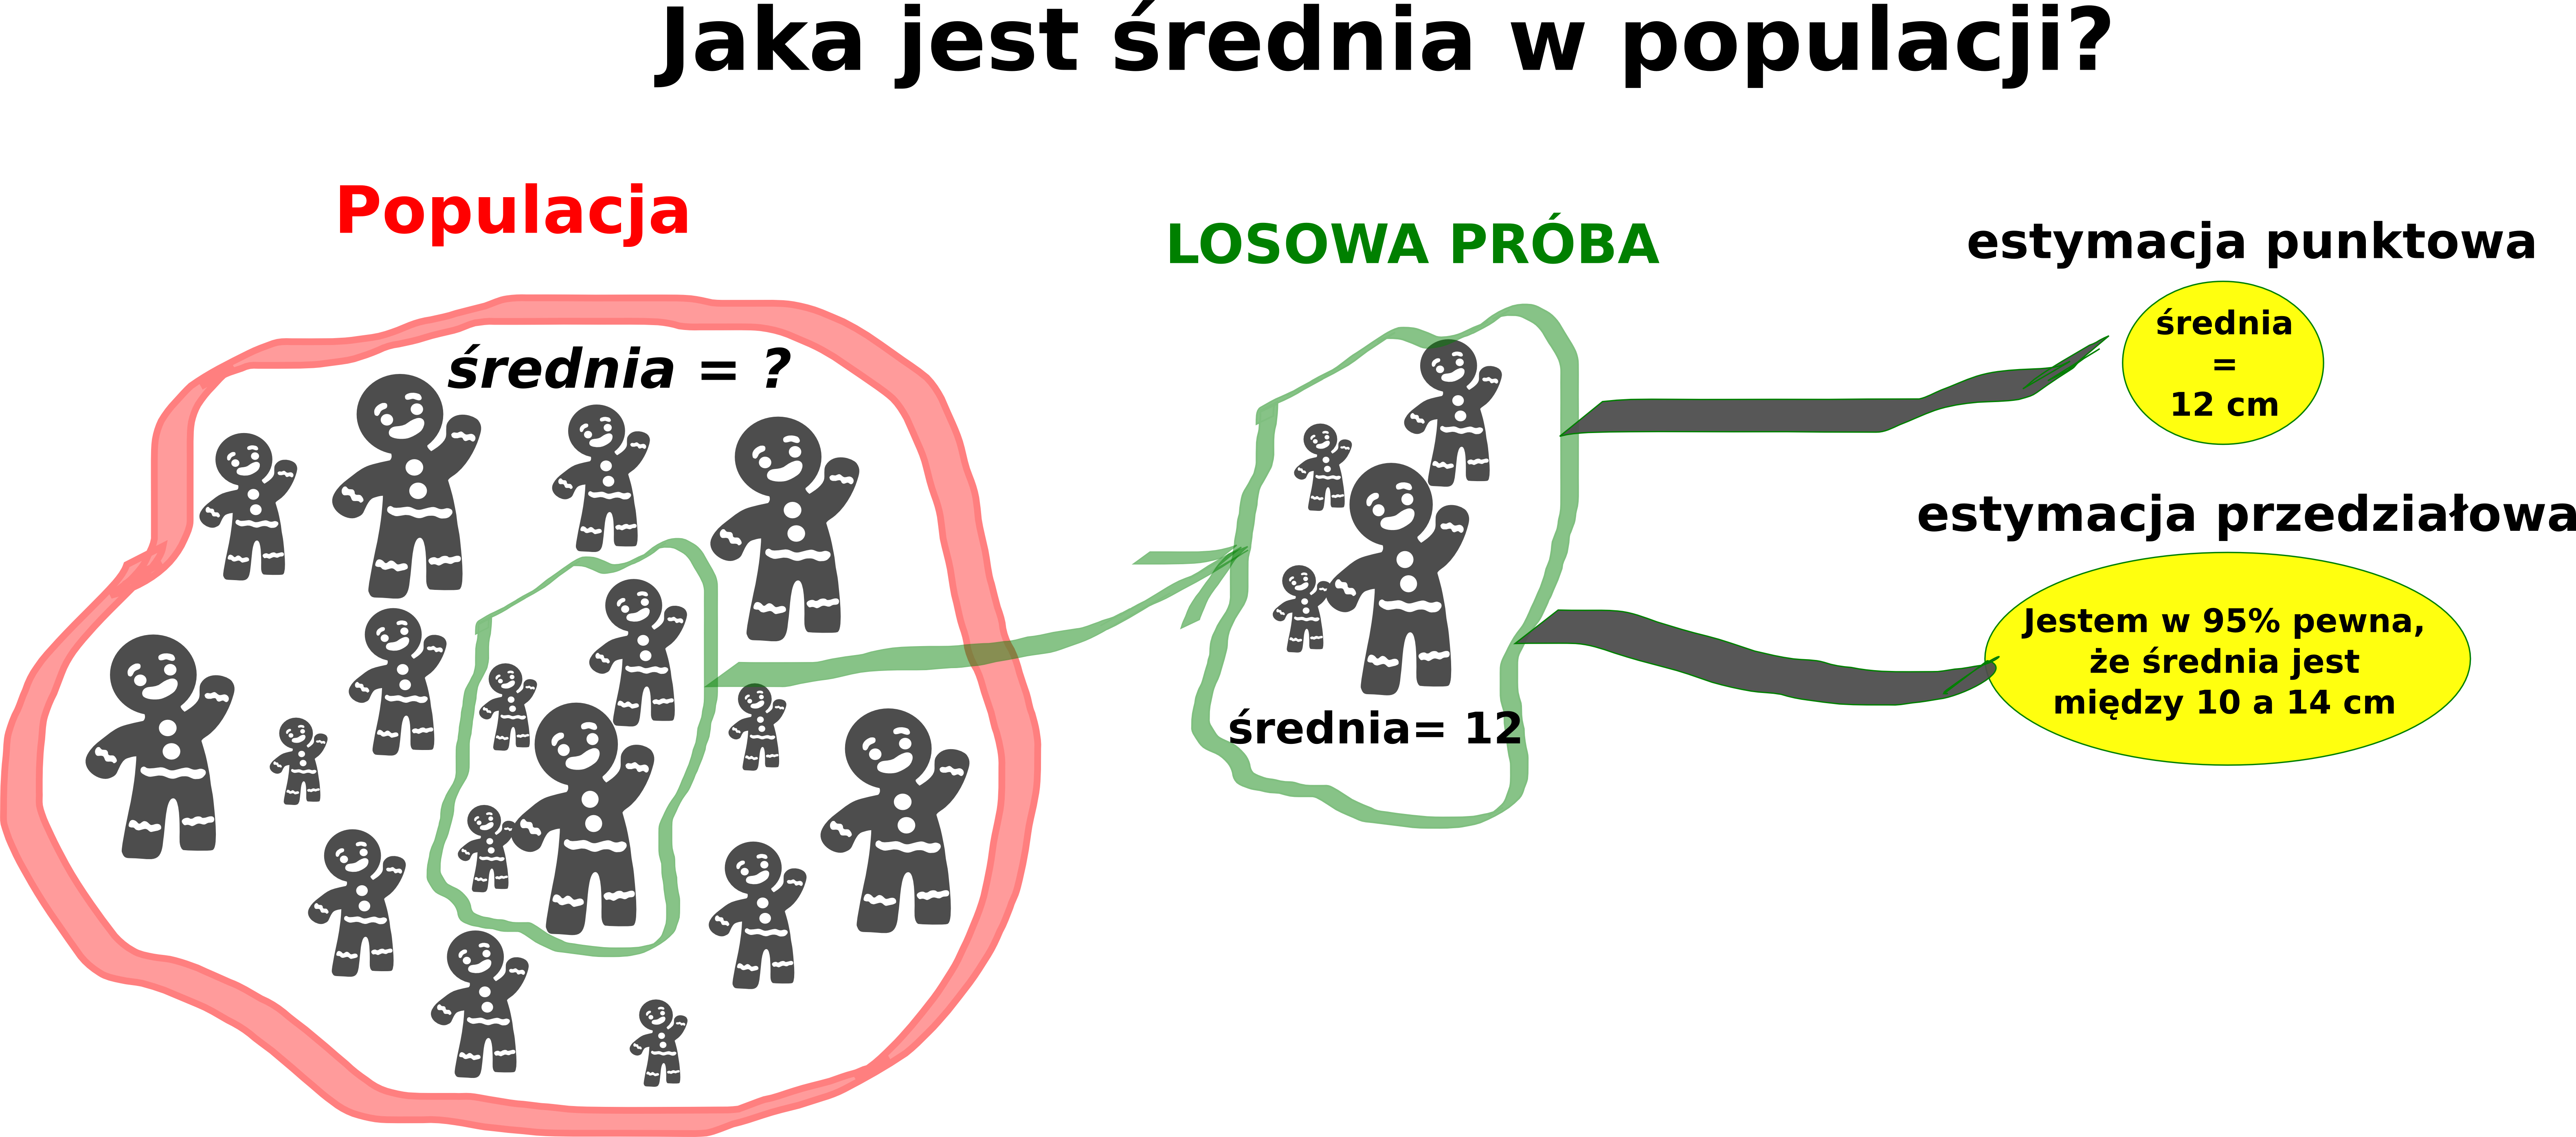 Jaka jest średnia w populacji?
Populacja
średnia = ?
LOSOWA PRÓBA
średnia= 12
estymacja punktowa
średnia
=
12 cm
estymacja przedziałowa
Jestem w 95% pewna,
że średnia jest
między 10 a 14 cm